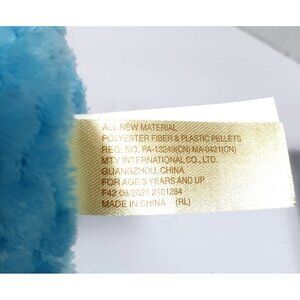 ALL NEW MATERIAL
POLYESTER FIBER & PLASTIC PELLETS
REG. NO. PA-13249(CN) MA-8421(CN)
MTY INTERNATIONAL CO., LTD.
GUANGZHOU, CHINA
FOR AGE 3 YEARS AND UP
F42 08/2021 2101284
MADE IN CHINA (RL)